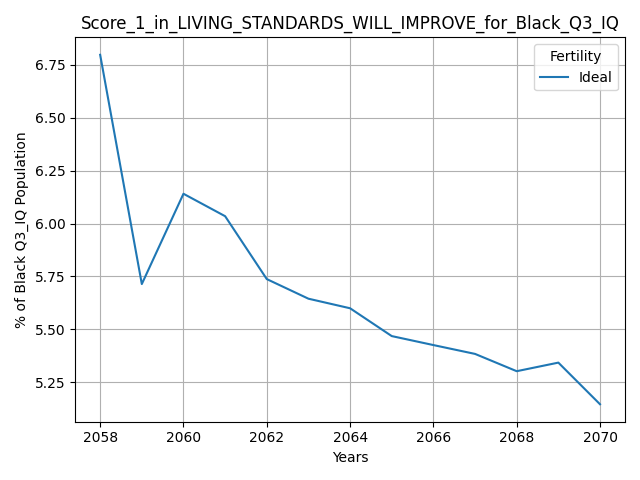 Score_1_in_LIVING_STANDARDS_WILL_IMPROVE_for_Black_Q3_IQ
Fertility
Ideal
% of Black Q3_IQ Population
6.75
6.50
6.25
6.00
5.75
5.50
5.25
2058 2060 2062 2064 2066 2068 2070
Years